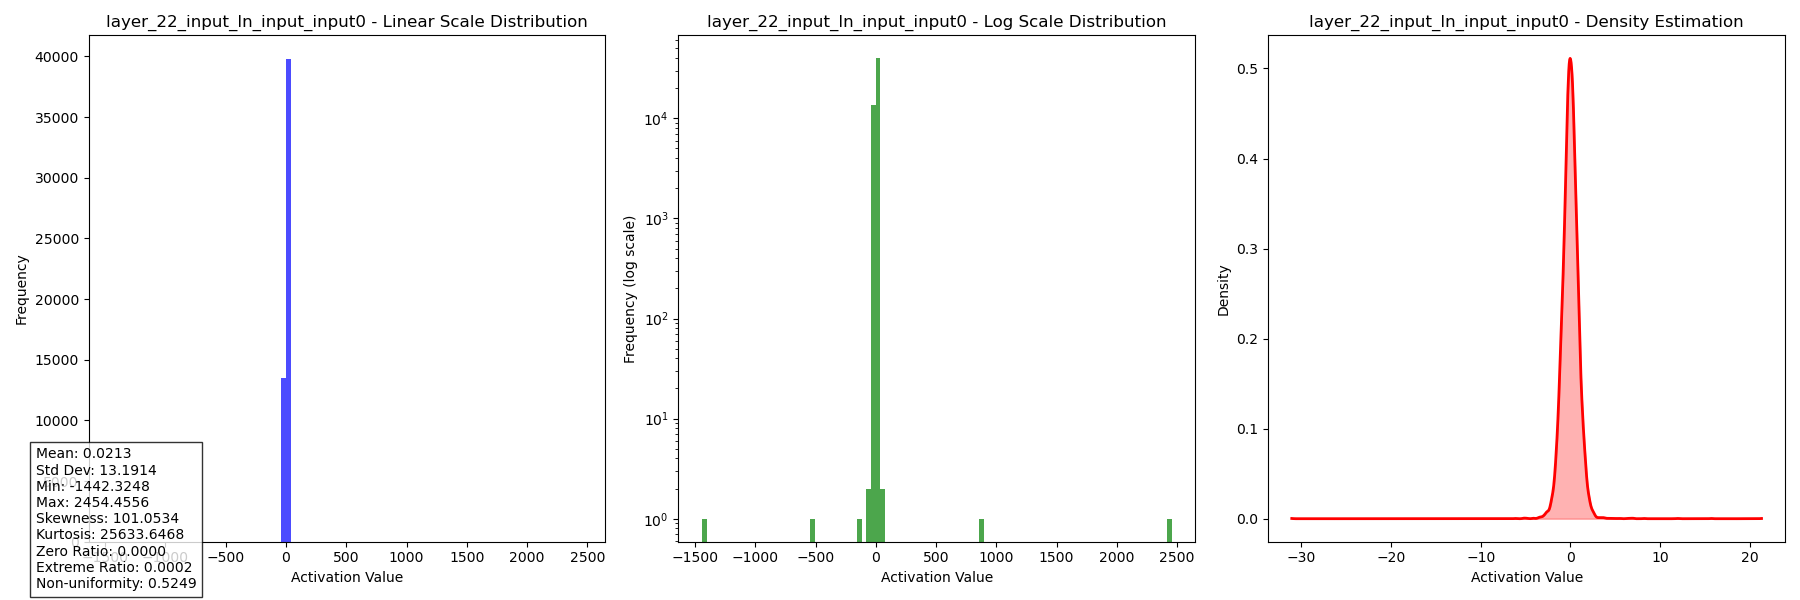 layer_22_input_ln_input_input0 - Linear Scale Distribution
40000
35000
30000
25000
20000
15000
10000
5000
0
Frequency
−1000
−500
0
500
1000
1500
2000
2500
Activation Value
Mean: 0.0213
Std Dev: 13.1914
Min: -1442.3248
Max: 2454.4556
Skewness: 101.0534
Kurtosis: 25633.6468
Zero Ratio: 0.0000
Extreme Ratio: 0.0002
Non-uniformity: 0.5249
layer_22_input_ln_input_input0 - Log Scale Distribution
10⁴
10³
10²
10¹
10⁰
Frequency (log scale)
−1500
−1000
−500
0
500
1000
1500
2000
2500
Activation Value
layer_22_input_ln_input_input0 - Density Estimation
0.5
0.4
0.3
0.2
0.1
0.0
Density
−30
−20
−10
0
10
20
Activation Value